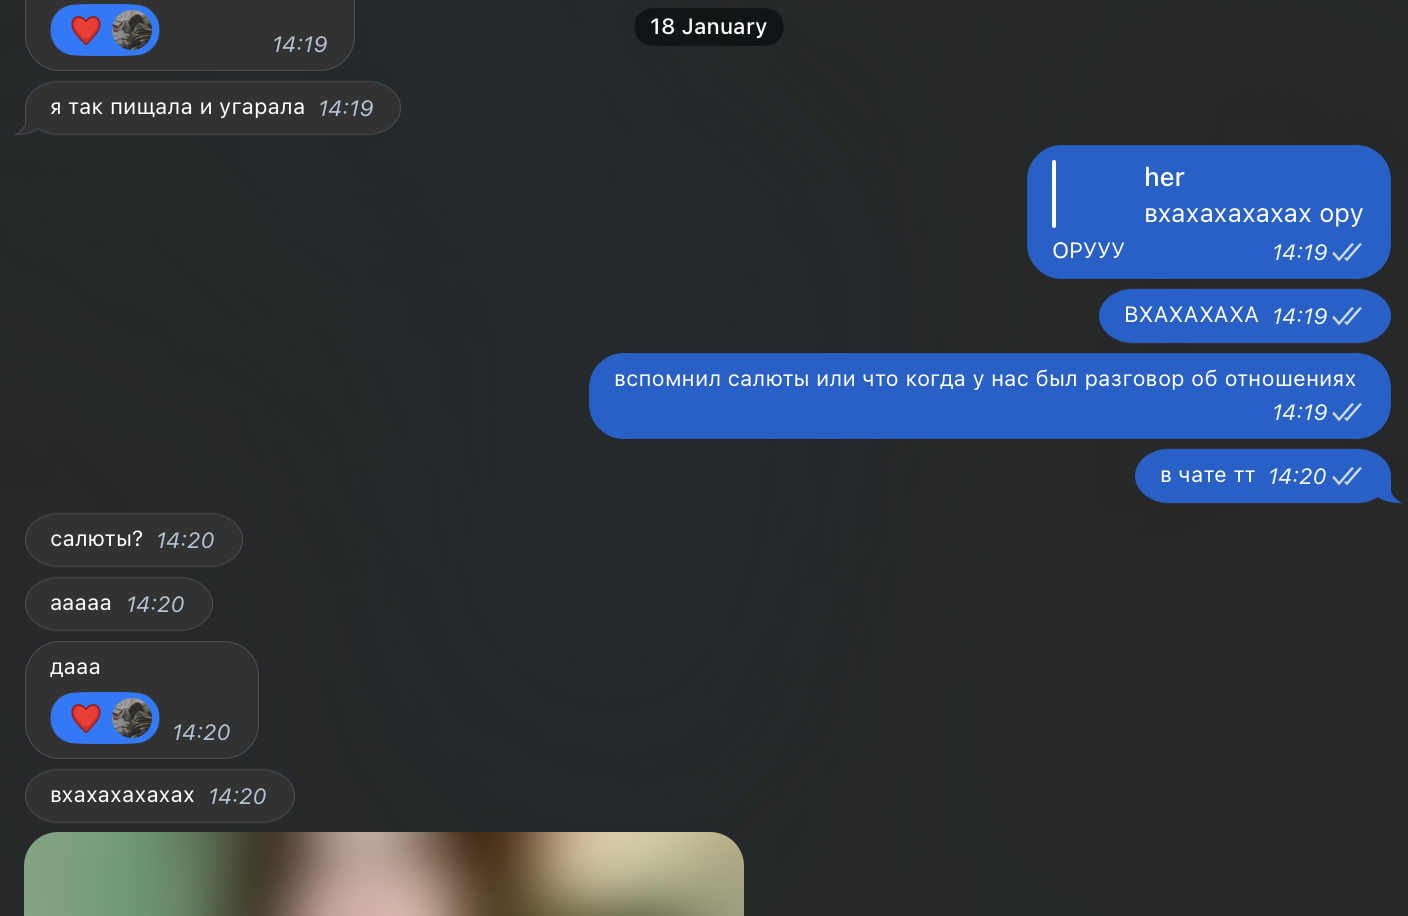 18 January
14:19
я так пищала и угарала 14:19
her
вхахахахахах ору
ОРУУУ 14:19
ВХАХАХАХА 14:19
вспомнил салюты или что когда у нас был разговор об отношениях
14:19
в чате тт 14:20
салюты? 14:20
ааааа 14:20
дааа
14:20
вхахахахахах 14:20